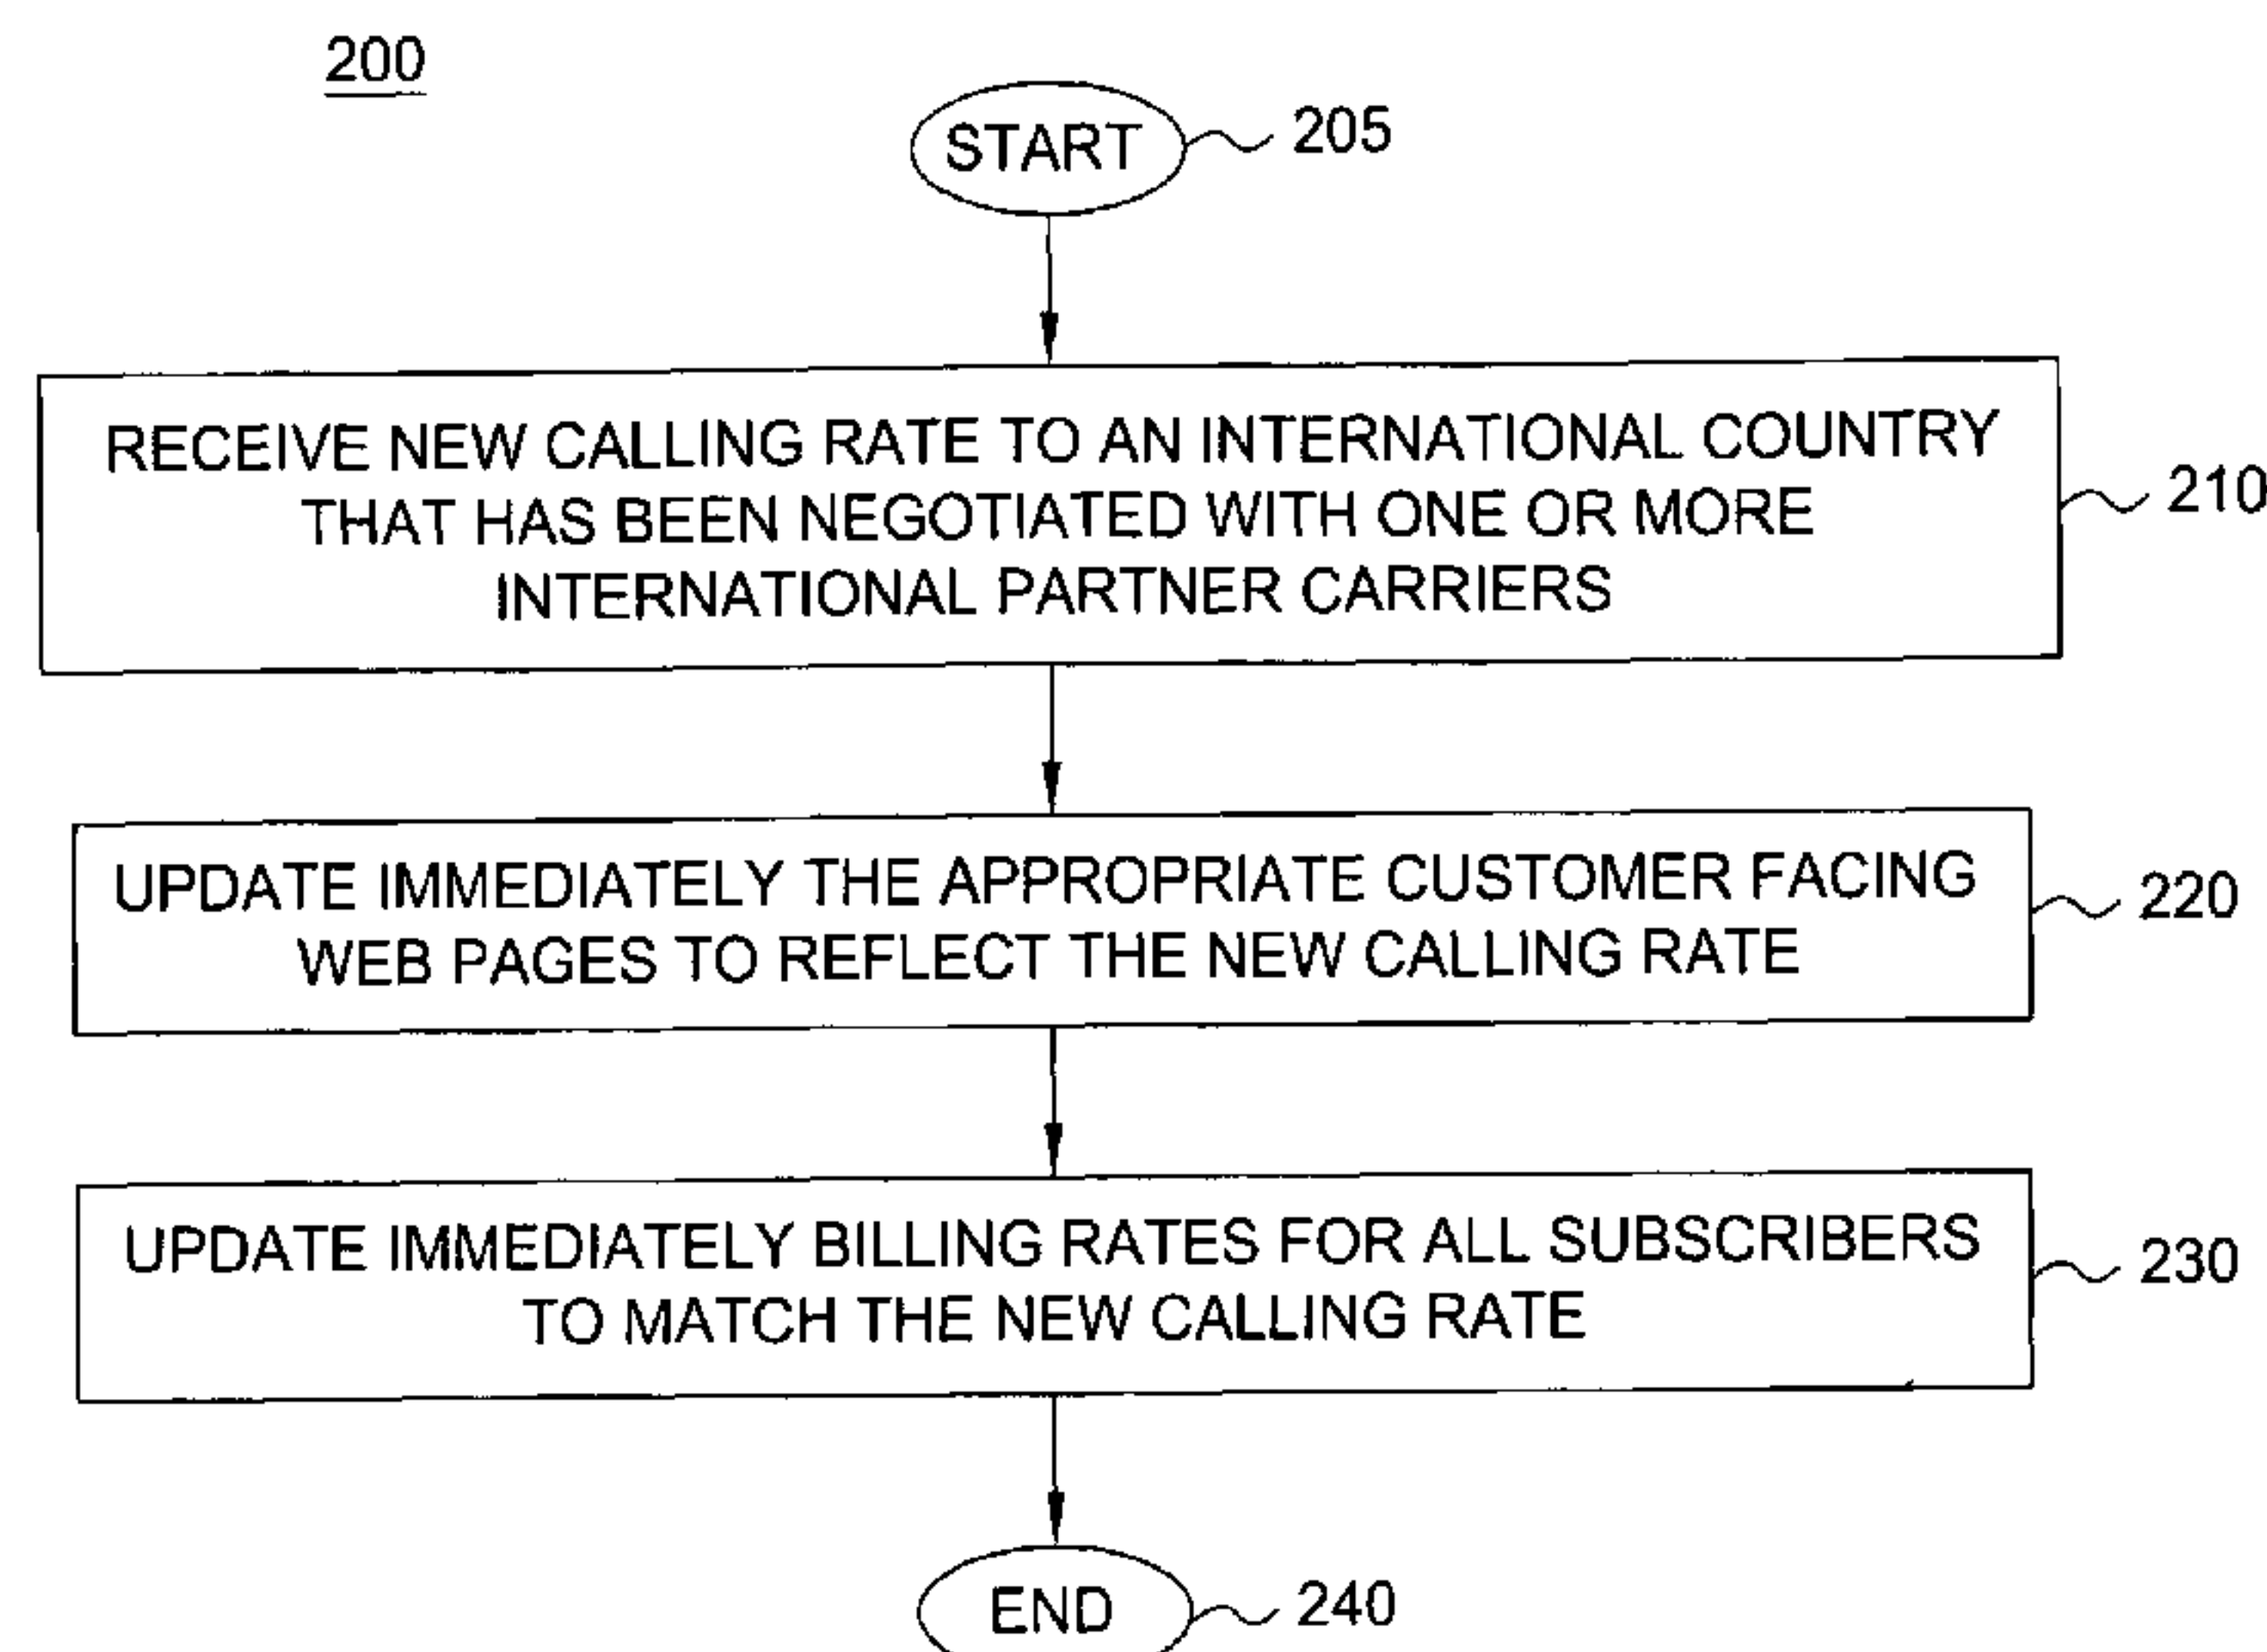 200
START
205
RECEIVE NEW CALLING RATE TO AN INTERNATIONAL COUNTRY
THAT HAS BEEN NEGOTIATED WITH ONE OR MORE
INTERNATIONAL PARTNER CARRIERS
210
UPDATE IMMEDIATELY THE APPROPRIATE CUSTOMER FACING
WEB PAGES TO REFLECT THE NEW CALLING RATE
220
UPDATE IMMEDIATELY BILLING RATES FOR ALL SUBSCRIBERS
TO MATCH THE NEW CALLING RATE
230
END
240